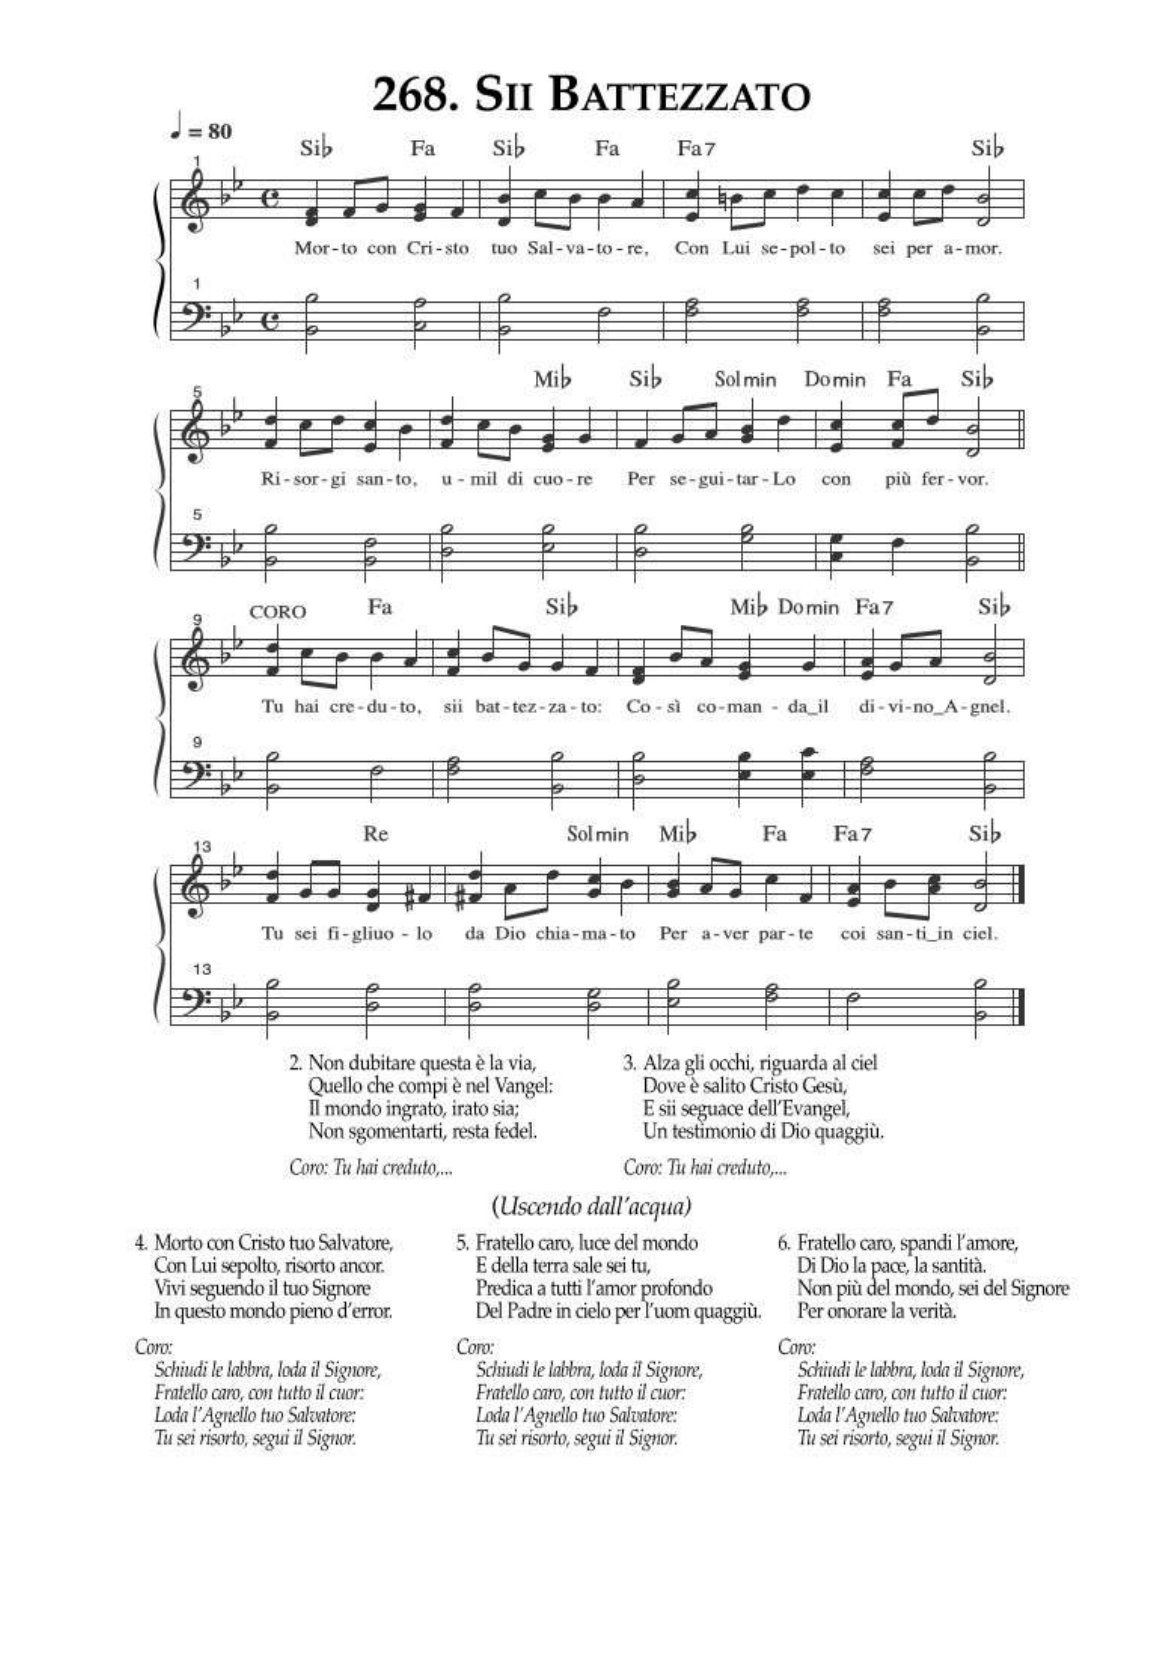 268. Sii Battezzato
♩ = 80
Si♭ Fa Si♭ Fa Fa7 Si♭
1
Mor-to con Cri-sto tuo Sal-va-to-re, Con Lui se-pol-to sei per a-mor.
1
Mi♭ Si♭ Sol min Do min Fa Si♭
5
Ri-sor-gi san-to, u-mil di cuo-re Per se-gui-tar-Lo con più fer-vor.
5
CORO Fa Si♭ Mi♭ Do min Fa7 Si♭
9
Tu hai cre-du-to, sii bat-tez-za-to: Co-sì co-man-da_il di-vi-no_A-gnel.
9
Re Sol min Mi♭ Fa Fa7 Si♭
13
Tu sei fi-gliuo-lo da Dio chia-ma-to Per a-ver par-te coi san-ti_in ciel.
13
2. Non dubitare questa è la via,
Quello che compi è nel Vangel:
Il mondo ingrato, irato sia;
Non sgomentarti, resta fedel.
Coro: Tu hai creduto,...
3. Alza gli occhi, riguarda al ciel
Dove è salito Cristo Gesù,
E sii seguace dell'Evangel,
Un testimonio di Dio quaggiù.
Coro: Tu hai creduto,...
(Uscendo dall'acqua)
4. Morto con Cristo tuo Salvatore,
Con Lui sepolto, risorto ancor.
Vivi seguendo il tuo Signore
In questo mondo pieno d'error.
Coro:
Schiudi le labbra, loda il Signore,
Fratello caro, con tutto il cuor:
Loda l'Agnello tuo Salvatore:
Tu sei risorto, segui il Signor.
5. Fratello caro, luce del mondo
E della terra sale sei tu,
Predica a tutti l'amor profondo
Del Padre in cielo per l'uom quaggiù.
Coro:
Schiudi le labbra, loda il Signore,
Fratello caro, con tutto il cuor:
Loda l'Agnello tuo Salvatore:
Tu sei risorto, segui il Signor.
6. Fratello caro, spandi l'amore,
Di Dio la pace, la santità.
Non più del mondo, sei del Signore
Per onorare la verità.
Coro:
Schiudi le labbra, loda il Signore,
Fratello caro, con tutto il cuor:
Loda l'Agnello tuo Salvatore:
Tu sei risorto, segui il Signor.